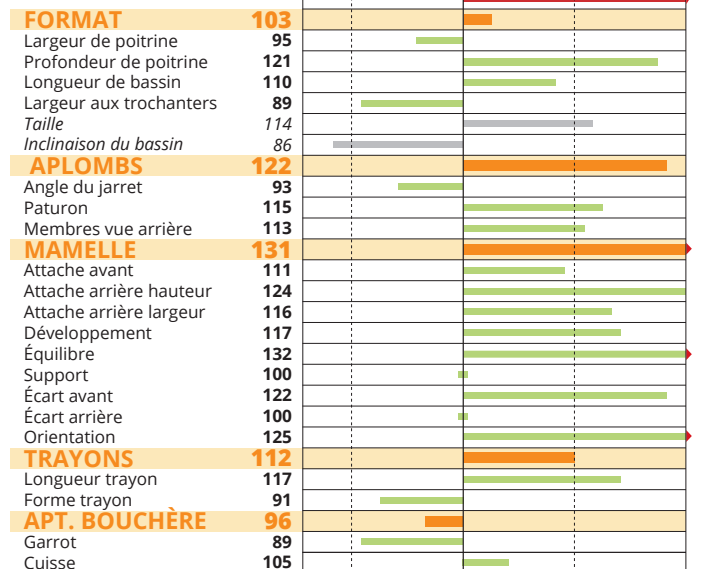 FORMAT 103
Largeur de poitrine 95
Profondeur de poitrine 121
Longueur de bassin 110
Largeur aux trochanters 89
Taille 114
Inclinaison du bassin 86
APLOMBS 122
Angle du jarret 93
Paturon 115
Membres vue arrière 113
MAMELLE 131
Attache avant 111
Attache arrière hauteur 124
Attache arrière largeur 116
Développement 117
Équilibre 132
Support 100
Écart avant 122
Écart arrière 100
Orientation 125
TRAYONS 112
Longueur trayon 117
Forme trayon 91
APT. BOUCHÈRE 96
Garrot 89
Cuisse 105